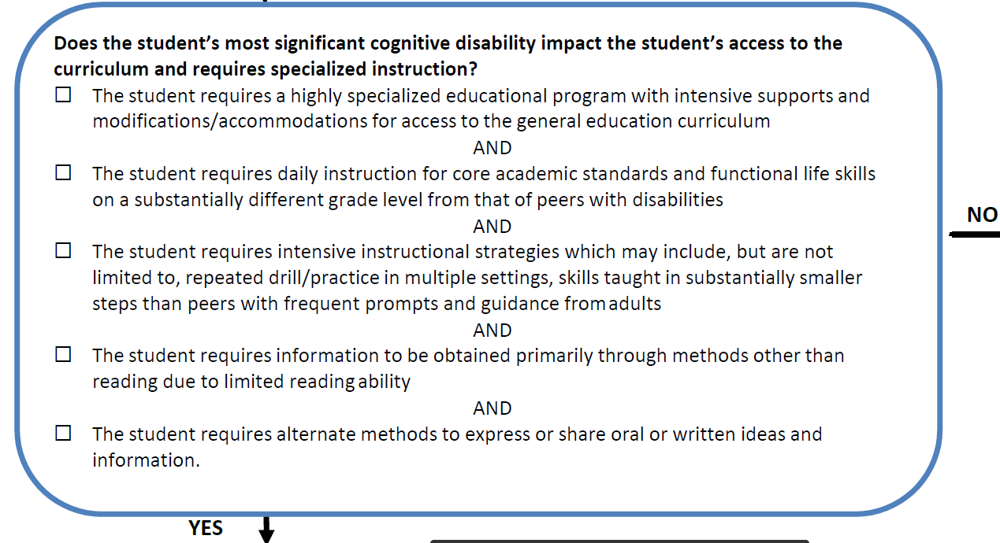 Does the student’s most significant cognitive disability impact the student’s access to the
curriculum and requires specialized instruction?
☐ The student requires a highly specialized educational program with intensive supports and
modifications/accommodations for access to the general education curriculum
AND
☐ The student requires daily instruction for core academic standards and functional life skills
on a substantially different grade level from that of peers with disabilities
AND
NO
☐ The student requires intensive instructional strategies which may include, but are not
limited to, repeated drill/practice in multiple settings, skills taught in substantially smaller
steps than peers with frequent prompts and guidance from adults
AND
☐ The student requires information to be obtained primarily through methods other than
reading due to limited reading ability
AND
☐ The student requires alternate methods to express or share oral or written ideas and
information.
YES